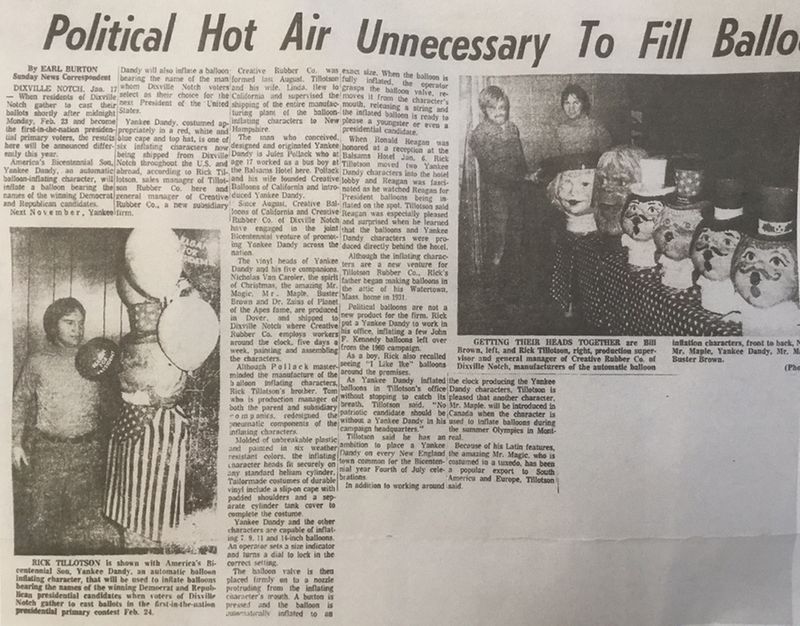 Political Hot Air Unnecessary To Fill Ballo
By EARL BURTON
Sunday News Correspondent
DIXVILLE NOTCH, Jan. 17
— When residents of Dixville
Notch gather to cast their
ballots shortly after midnight
Monday, Feb. 23 and become
the first-in-the-nation presiden-
tial primary voters, the results
here will be announced differ-
ently this year.
America's Bicentennial Son,
Yankee Dandy, an automatic
balloon-inflating character, will
inflate a balloon bearing the
names of the winning Democrat
and Republican candidates.
Next November, Yankee
Dandy will also inflate a balloon
bearing the name of the man
whom Dixville Notch voters
select as their choice for the
next President of the United
States.
Yankee Dandy, costumed ap-
propriately in a red, white and
blue cape and top hat, is one of
six inflating characters now
being shipped from Dixville
Notch throughout the U.S. and
abroad, according to Rick Til-
lotson, sales manager of Tillot-
son Rubber Co. here and
general manager of Creative
Rubber Co., a new subsidiary
firm.
RICK TILLOTSON is shown with America's Bi-
centennial Son, Yankee Dandy, an automatic balloon
inflating character, that will be used to inflate balloons
bearing the names of the winning Democrat and Repub-
lican presidential candidates when voters of Dixville
Notch gather to cast ballots in the first-in-the-nation
presidential primary contest Feb. 24.
Creative Rubber Co. was
formed last August. Tillotson
and his wife, Linda, flew to
California and supervised the
shipping of the entire manufac-
turing plant of the balloon-
inflating characters to New
Hampshire.
The man who conceived,
designed and originated Yankee
Dandy is Jules Pollack who at
age 17 worked as a bus boy at
the Balsams Hotel here. Pollack
and his wife founded Creative
Balloons of California and intro-
duced Yankee Dandy.
Since August, Creative Bal-
loons of California and Creative
Rubber Co. of Dixville Notch
have engaged in the joint
Bicentennial venture of promot-
ing Yankee Dandy across the
nation.
The vinyl heads of Yankee
Dandy and his five companions,
Nicholas Van Caroler, the spirit
of Christmas, the amazing Mr.
Magic, Mr. Maple, Buster
Brown and Dr. Zaius of Planet
of the Apes fame, are produced
in Dover, and shipped to
Dixville Notch where Creative
Rubber Co. employs workers
around the clock, five days a
week, painting and assembling
the characters.
Although Pollack master-
minded the manufacture of the
balloon inflating characters,
Rick Tillotson's brother, Tom
who is production manager of
both the parent and subsidiary
companies, redesigned the
pneumatic components of the
inflating characters.
Molded of unbreakable plastic
and painted in six weather
resistant colors, the inflating
character heads fit securely on
any standard helium cylinder.
Tailormade costumes of durable
vinyl include a slip-on cape with
padded shoulders and a sep-
arate cylinder tank cover to
complete the costume.
Yankee Dandy and the other
characters are capable of inflat-
ing 7, 9, 11 and 14-inch balloons.
An operator sets a size indicator
and turns a dial to lock in the
correct setting.
The balloon valve is then
placed firmly on to a nozzle
protruding from the inflating
character's mouth. A button is
pressed and the balloon is
automatically inflated to an
exact size. When the balloon is
fully inflated, the operator
grasps the balloon valve, re-
moves it from the character's
mouth, releasing a string and
the inflated balloon is ready to
please a youngster or even a
presidential candidate.
When Ronald Reagan was
honored at a reception at the
Balsams Hotel Jan. 6, Rick
Tillotson moved two Yankee
Dandy characters into the hotel
lobby and Reagan was fasci-
nated as he watched Reagan for
President balloons being in-
flated on the spot. Tillotson said
Reagan was especially pleased
and surprised when he learned
that the balloons and Yankee
Dandy characters were pro-
duced directly behind the hotel.
Although the inflating charac-
ters are a new venture for
Tillotson Rubber Co., Rick's
father began making balloons in
the attic of his Watertown,
Mass. home in 1931.
Political balloons are not a
new product for the firm. Rick
put a Yankee Dandy to work in
his office, inflating a few John
F. Kennedy balloons left over
from the 1960 campaign.
As a boy, Rick also recalled
seeing "I Like Ike" balloons
around the premises.
As Yankee Dandy inflated
balloons in Tillotson's office
without stopping to catch its
breath, Tillotson said, "No
patriotic candidate should be
without a Yankee Dandy in his
campaign headquarters."
Tillotson said he has an
ambition to place a Yankee
Dandy on every New England
town common for the Bicenten-
nial year Fourth of July cele-
brations.
In addition to working around
GETTING THEIR HEADS TOGETHER are Bill
Brown, left, and Rick Tillotson, right, production super-
visor and general manager of Creative Rubber Co. of
Dixville Notch, manufacturers of the automatic balloon
inflation characters, front to back, N
Mr. Maple, Yankee Dandy, Mr. M
Buster Brown.
(Pho
the clock producing the Yankee
Dandy characters, Tillotson is
pleased that another character,
Mr. Maple, will be introduced in
Canada when the character is
used to inflate balloons during
the summer Olympics in Mont-
real.
Because of his Latin features,
the amazing Mr. Magic, who is
costumed in a tuxedo, has been
a popular export to South
America and Europe, Tillotson
said.